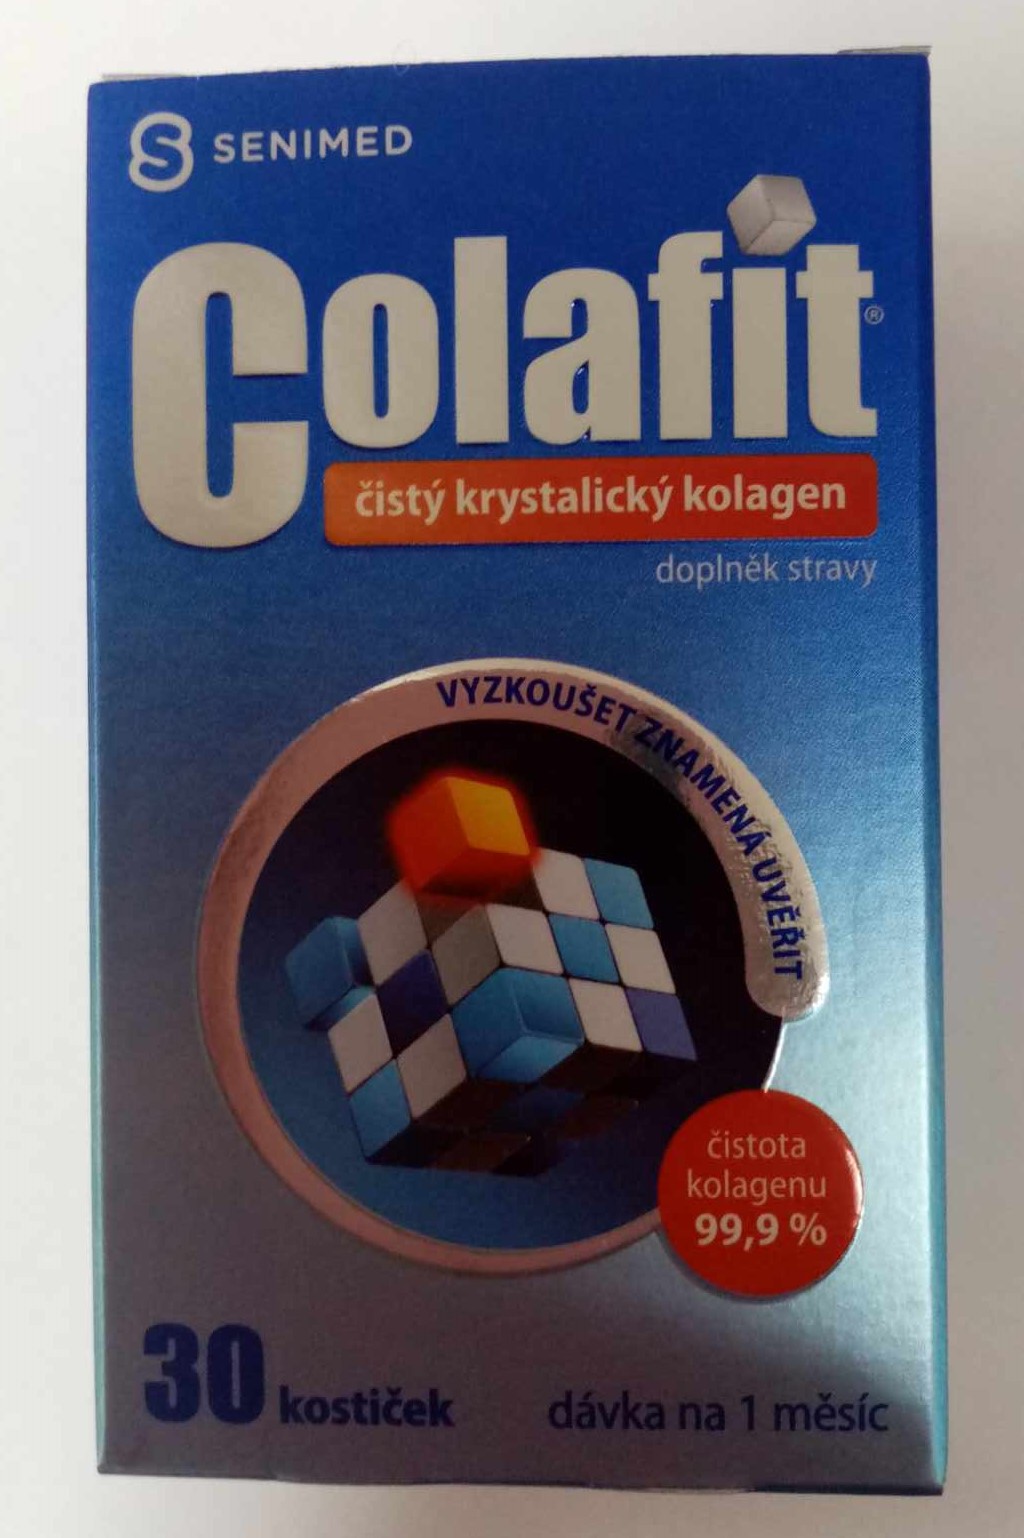 SENIMED
Colafit®
čistý krystalický kolagen
doplněk stravy
VYZKOUŠET ZNAMENÁ UVĚŘIT
čistota
kolagenu
99,9 %
30 kostiček
dávka na 1 měsíc